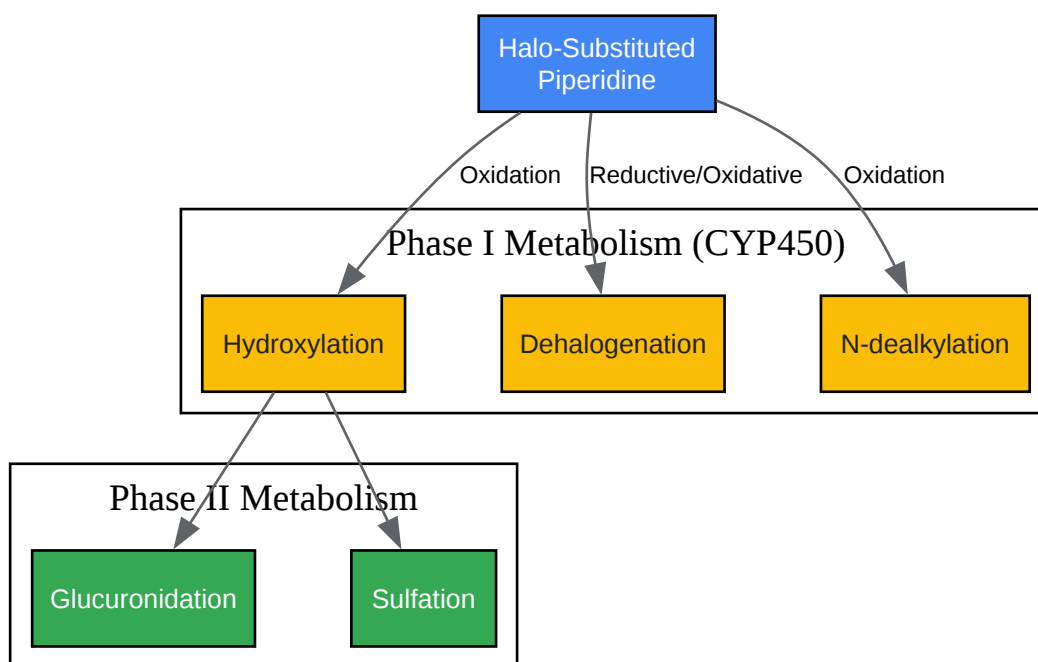 Halo-Substituted
Piperidine
Oxidation
Reductive/Oxidative
Oxidation
Phase I Metabolism (CYP450)
Hydroxylation
Dehalogenation
N-dealkylation
Phase II Metabolism
Glucuronidation
Sulfation